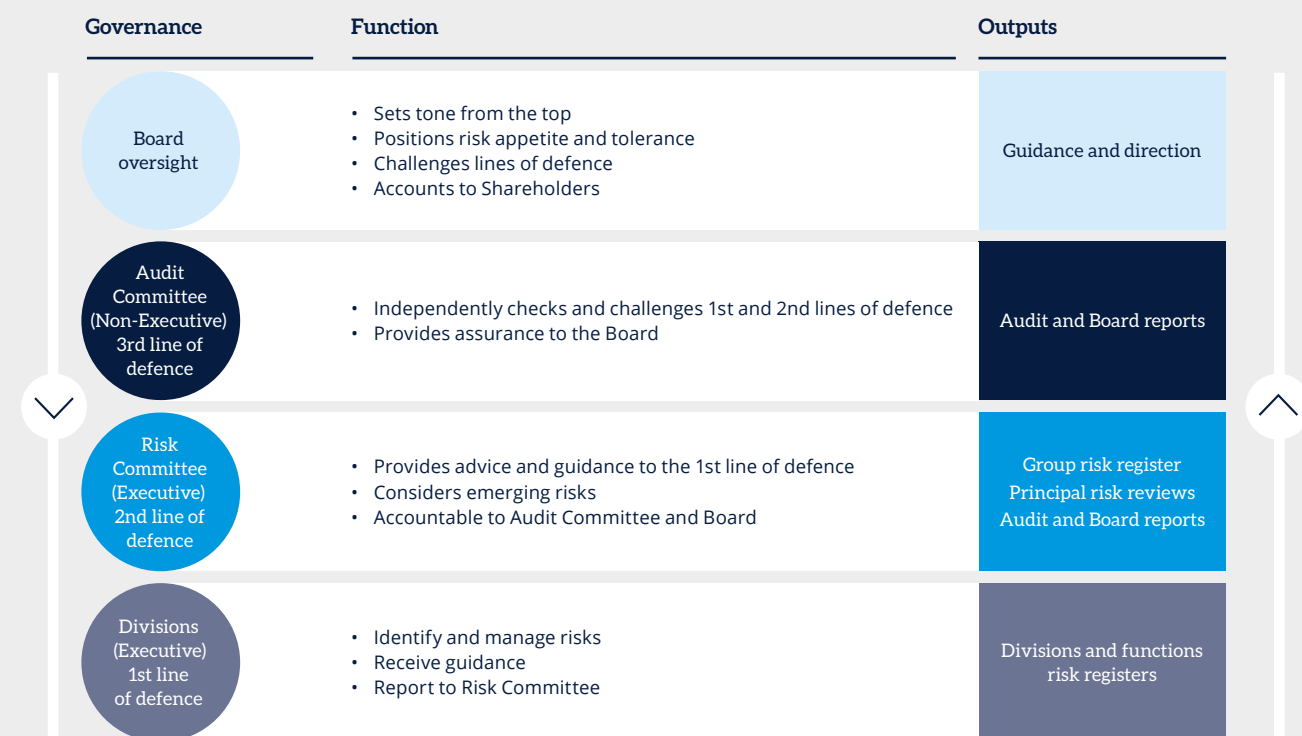 Governance
Function
Outputs
Board
oversight
• Sets tone from the top
• Positions risk appetite and tolerance
• Challenges lines of defence
• Accounts to Shareholders
Guidance and direction
Audit
Committee
(Non-Executive)
3rd line of
defence
• Independently checks and challenges 1st and 2nd lines of defence
• Provides assurance to the Board
Audit and Board reports
Risk
Committee
(Executive)
2nd line of
defence
• Provides advice and guidance to the 1st line of defence
• Considers emerging risks
• Accountable to Audit Committee and Board
Group risk register
Principal risk reviews
Audit and Board reports
Divisions
(Executive)
1st line
of defence
• Identify and manage risks
• Receive guidance
• Report to Risk Committee
Divisions and functions
risk registers